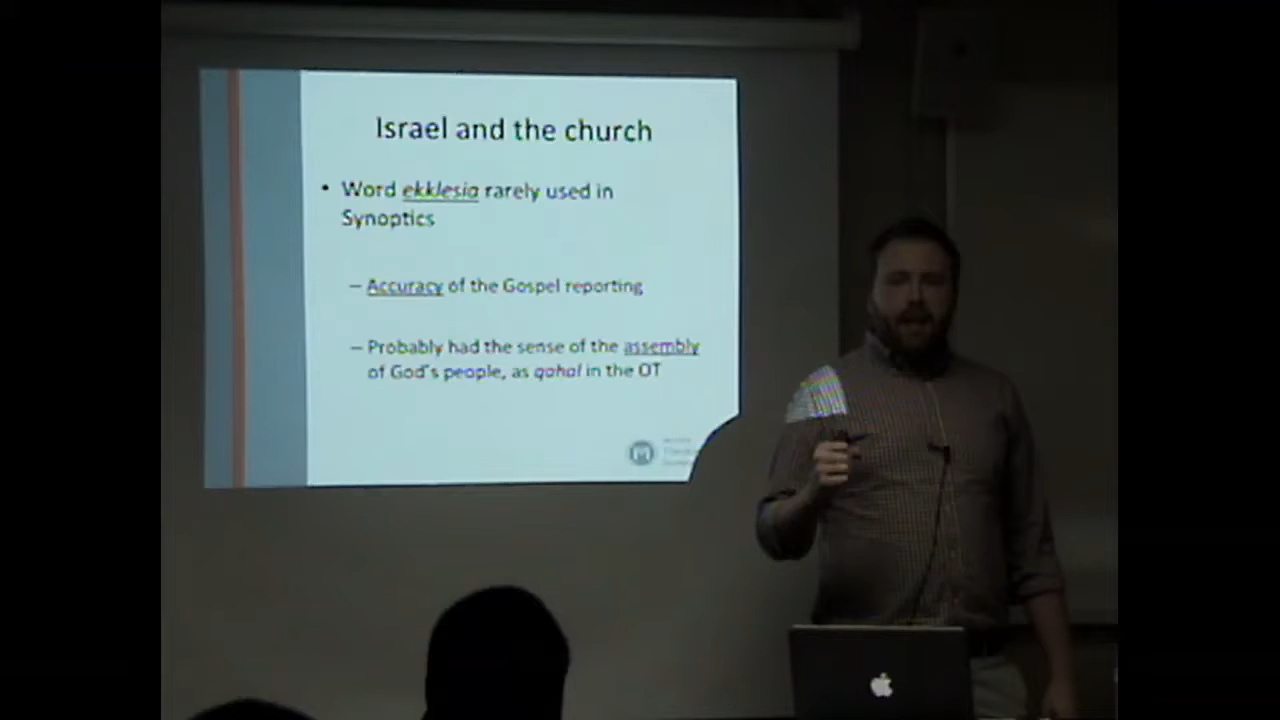 Israel and the church
• Word ekklesia rarely used in
Synoptics
– Accuracy of the Gospel reporting
– Probably had the sense of the assembly
of God's people, as qahal in the OT